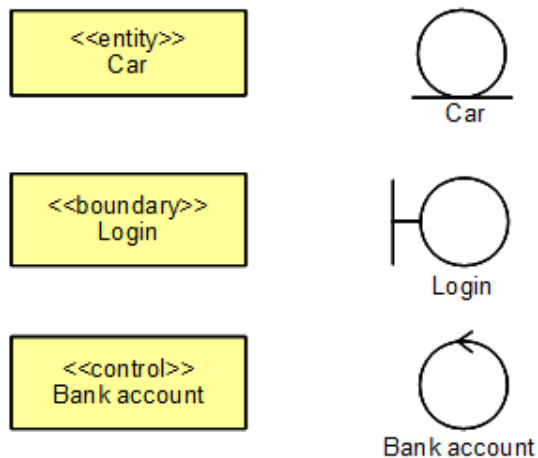 <<entity>>
Car
Car
<<boundary>>
Login
Login
<<control>>
Bank account
Bank account